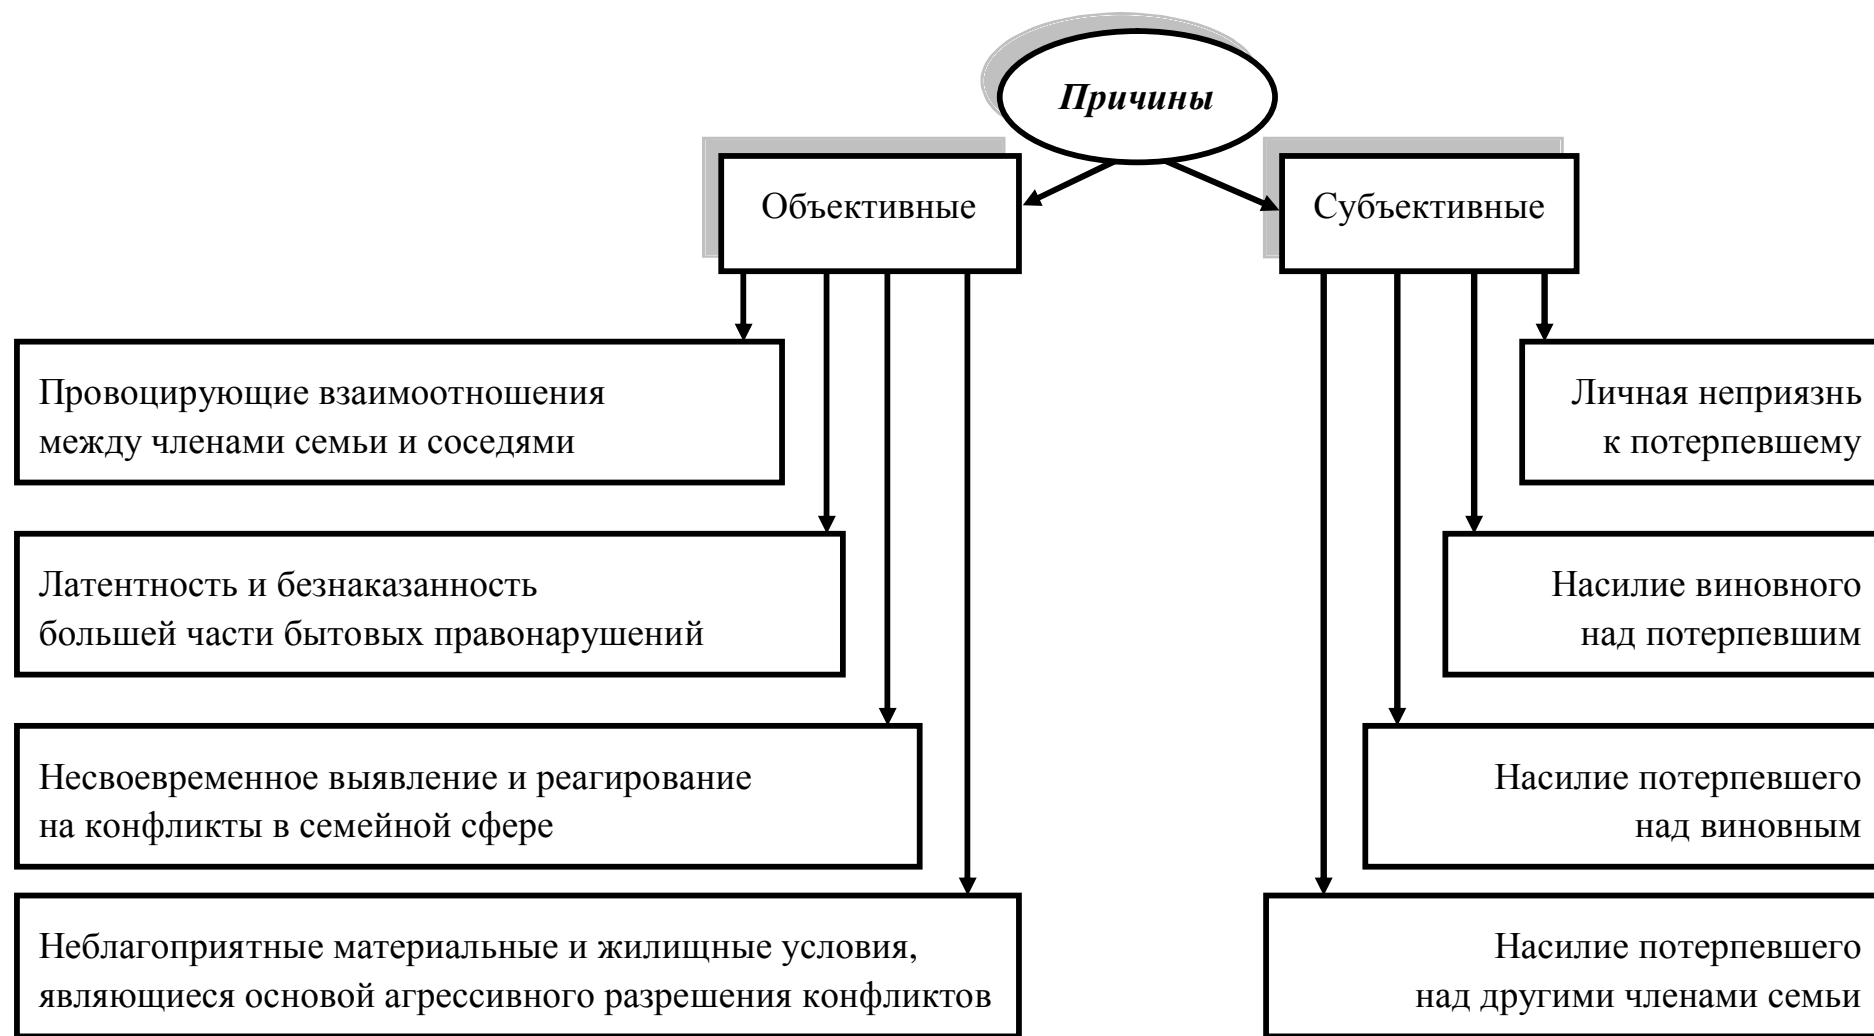 Причины
Объективные
Субъективные
Провоцирующие взаимоотношения
между членами семьи и соседями
Латентность и безнаказанность
большей части бытовых правонарушений
Несвоевременное выявление и реагирование
на конфликты в семейной сфере
Неблагоприятные материальные и жилищные условия,
являющиеся основой агрессивного разрешения конфликтов
Личная неприязнь
к потерпевшему
Насилие виновного
над потерпевшим
Насилие потерпевшего
над виновным
Насилие потерпевшего
над другими членами семьи